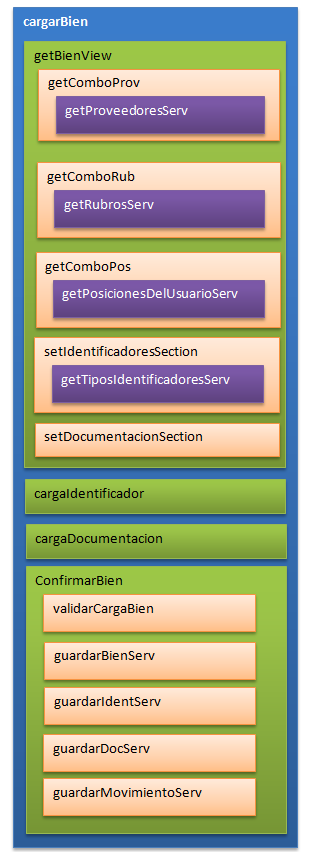 cargarBien
getBienView
getComboProv
getProveedoresServ
getComboRub
getRubrosServ
getComboPos
getPosicionesDelUsuarioServ
setIdentificadoresSection
getTiposIdentificadoresServ
setDocumentacionSection
cargaIdentificador
cargaDocumentacion
ConfirmarBien
validarCargaBien
guardarBienServ
guardarIdentServ
guardarDocServ
guardarMovimientoServ